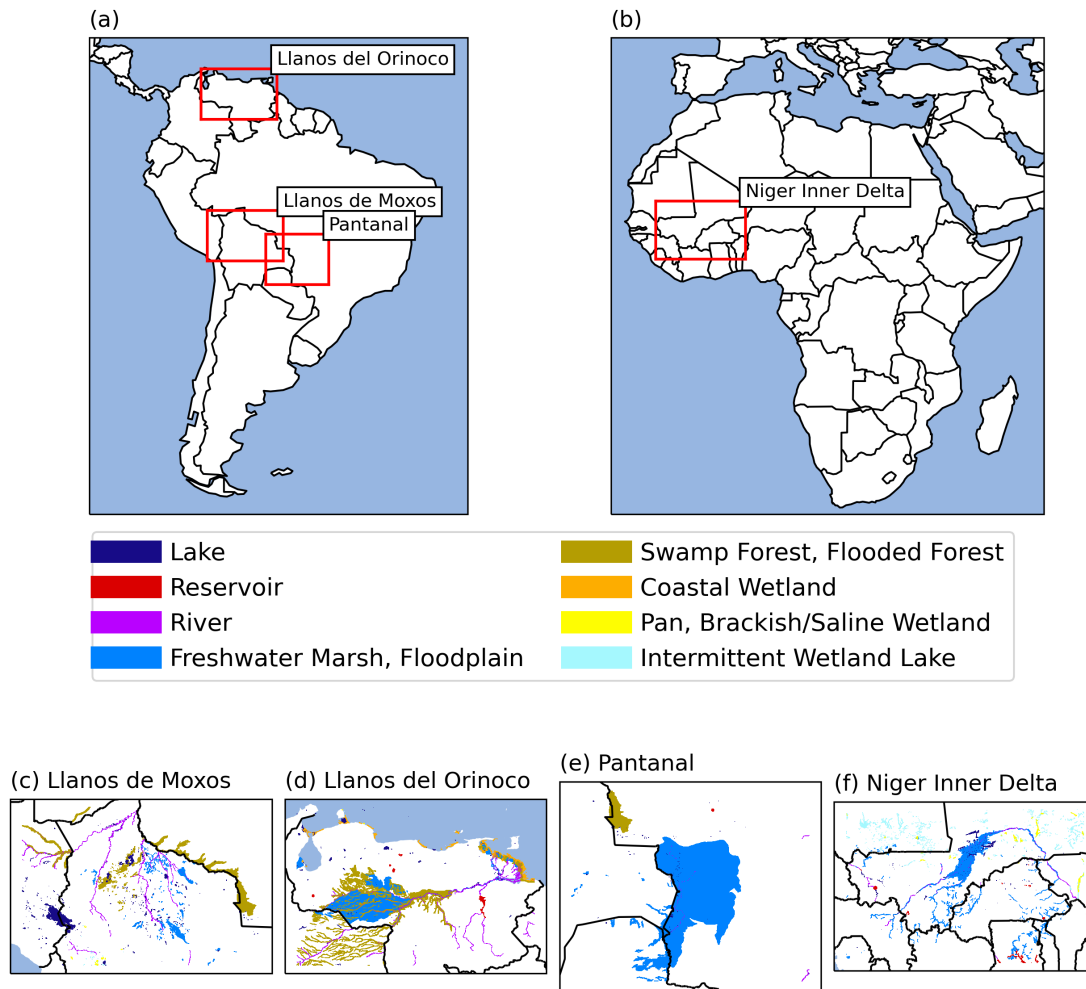 (a)
(b)
Llanos del Orinoco
Llanos de Moxos
Pantanal
Niger Inner Delta
Lake
Reservoir
River
Freshwater Marsh, Floodplain
Swamp Forest, Flooded Forest
Coastal Wetland
Pan, Brackish/Saline Wetland
Intermittent Wetland Lake
(c) Llanos de Moxos
(d) Llanos del Orinoco
(e) Pantanal
(f) Niger Inner Delta